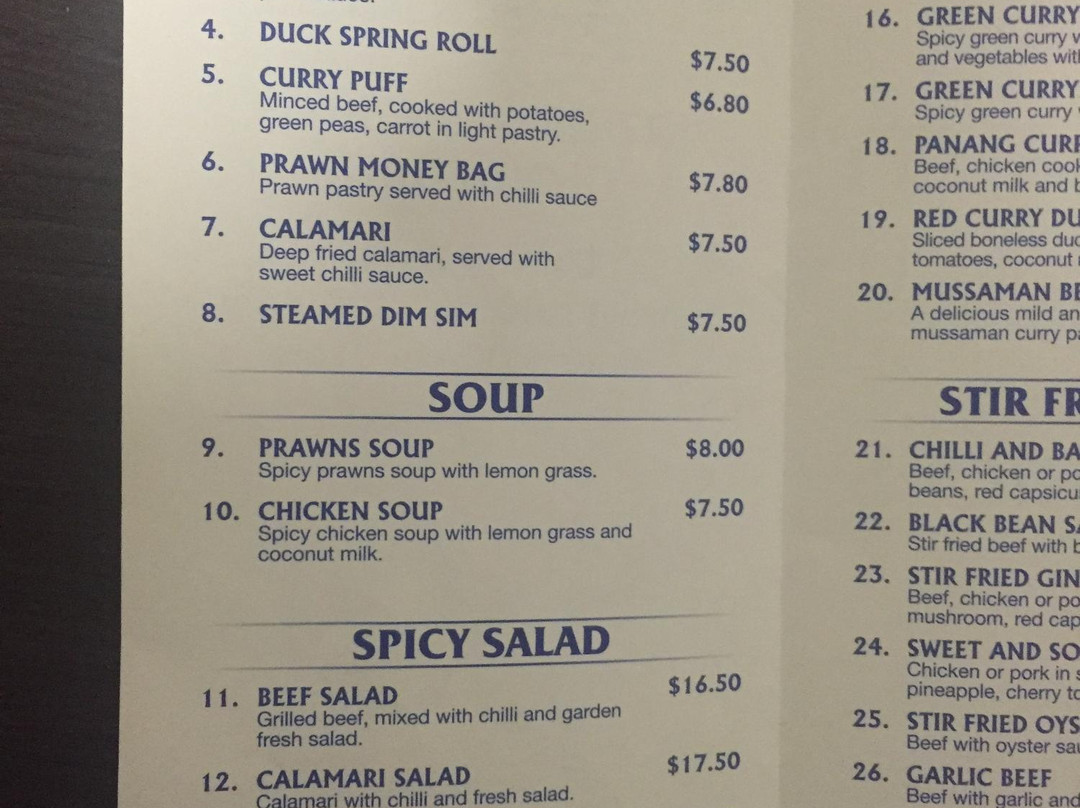 4. DUCK SPRING ROLL $7.50
5. CURRY PUFF $6.80
Minced beef, cooked with potatoes,
green peas, carrot in light pastry.
6. PRAWN MONEY BAG $7.80
Prawn pastry served with chilli sauce
7. CALAMARI $7.50
Deep fried calamari, served with
sweet chilli sauce.
8. STEAMED DIM SIM $7.50
SOUP
9. PRAWNS SOUP $8.00
Spicy prawns soup with lemon grass.
10. CHICKEN SOUP $7.50
Spicy chicken soup with lemon grass and
coconut milk.
SPICY SALAD
11. BEEF SALAD $16.50
Grilled beef, mixed with chilli and garden
fresh salad.
12. CALAMARI SALAD $17.50
Calamari with chilli and fresh salad.
16. GREEN CURRY
Spicy green curry
and vegetables
17. GREEN CURRY
Spicy green curry
18. PANANG
Beef, chicken
coconut milk and
19. RED CURRY
Sliced boneless
tomatoes, coconut
20. MUSSAMAN
A delicious mild
mussaman curry
STIR
21. CHILLI AND
Beef, chicken or
beans, red
22. BLACK BEAN
Stir fried beef with
23. STIR FRIED
Beef, chicken or
mushroom, red
24. SWEET AND
Chicken or pork in
pineapple, cherry
25. STIR FRIED
Beef with oyster
26. GARLIC BEEF
Beef with garlic and